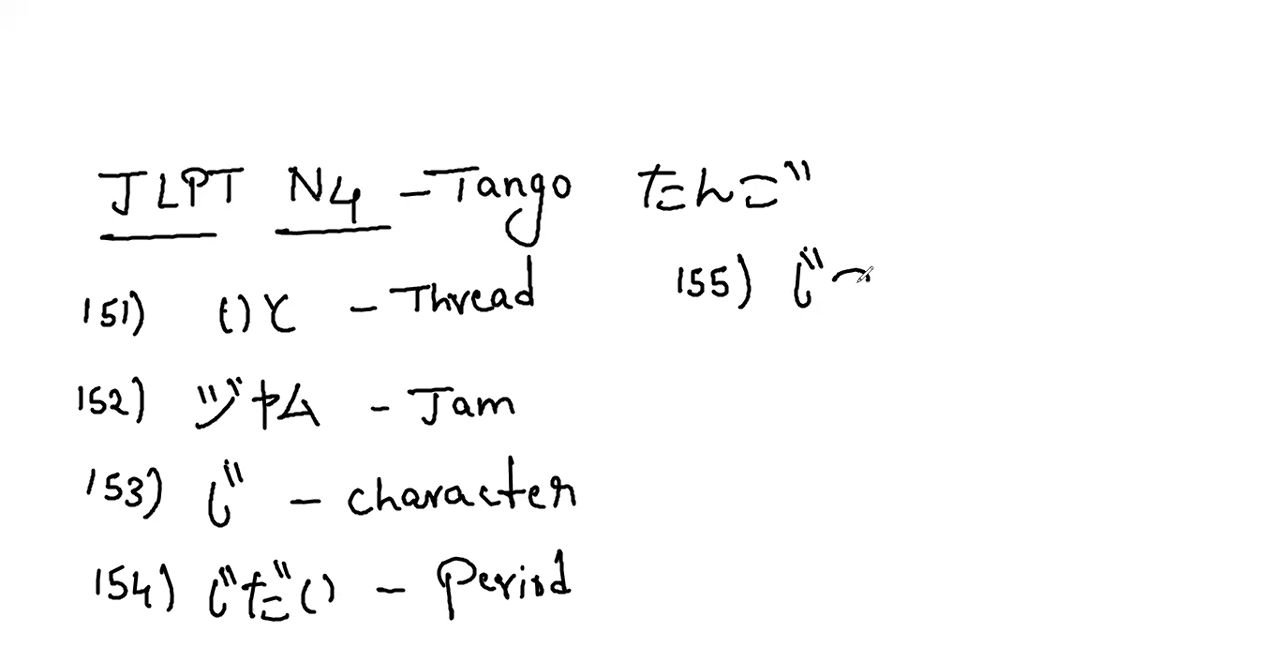 JLPT N4 - Tango たんご
151) いと - Thread
152) ジャム - Jam
153) じ - character
154) じだい - Period
155) じ